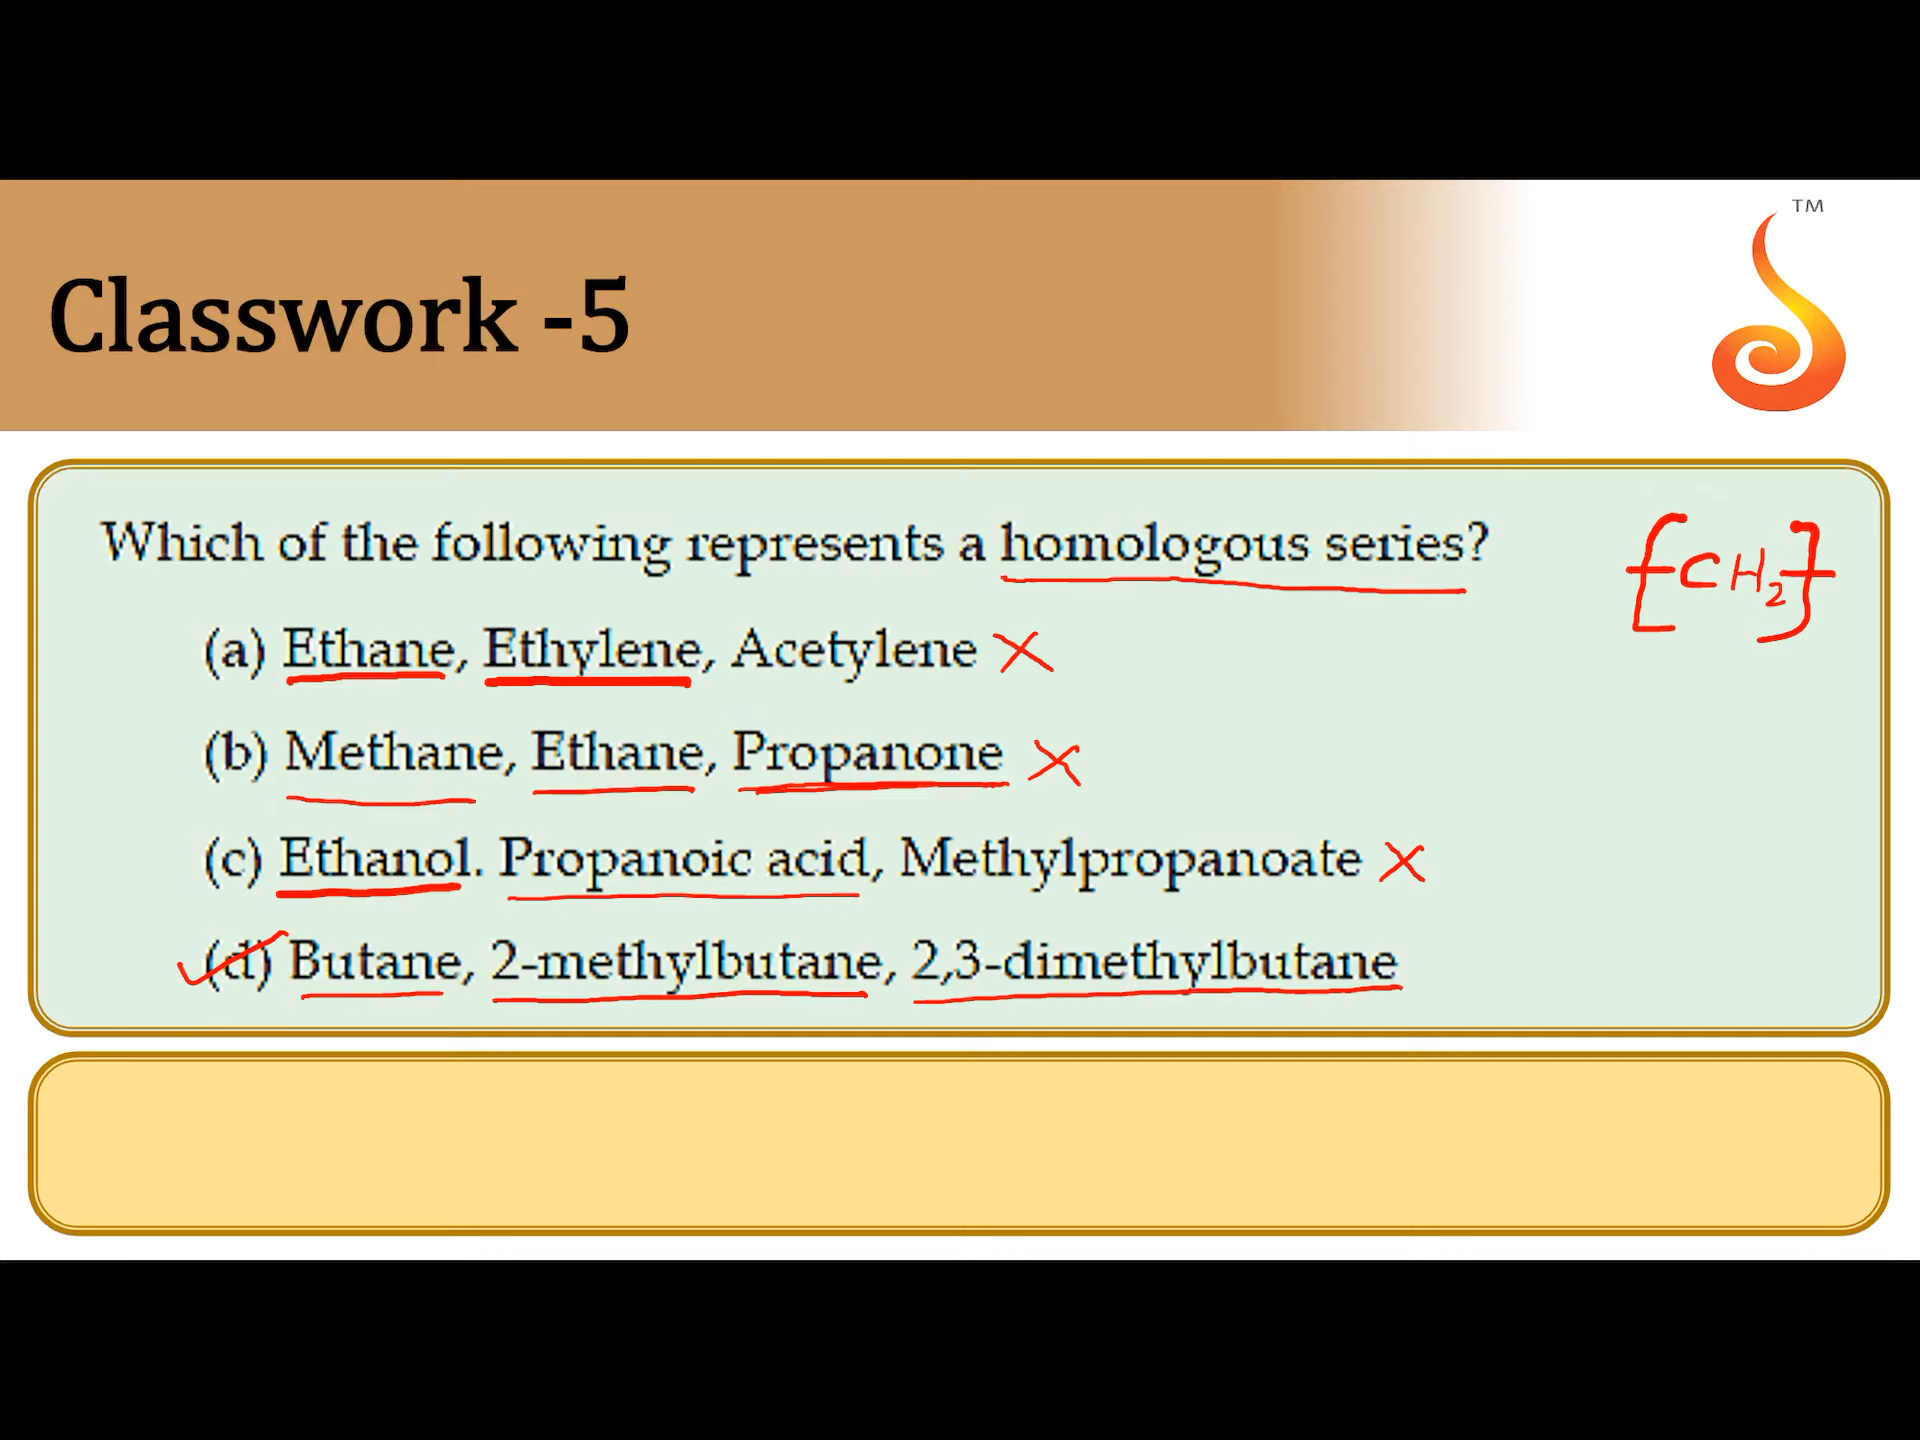 TM
Classwork -5
Which of the following represents a homologous series?
[CH2]
(a) Ethane, Ethylene, Acetylene ✗
(b) Methane, Ethane, Propanone ✗
(c) Ethanol. Propanoic acid, Methylpropanoate ✗
✓(d) Butane, 2-methylbutane, 2,3-dimethylbutane